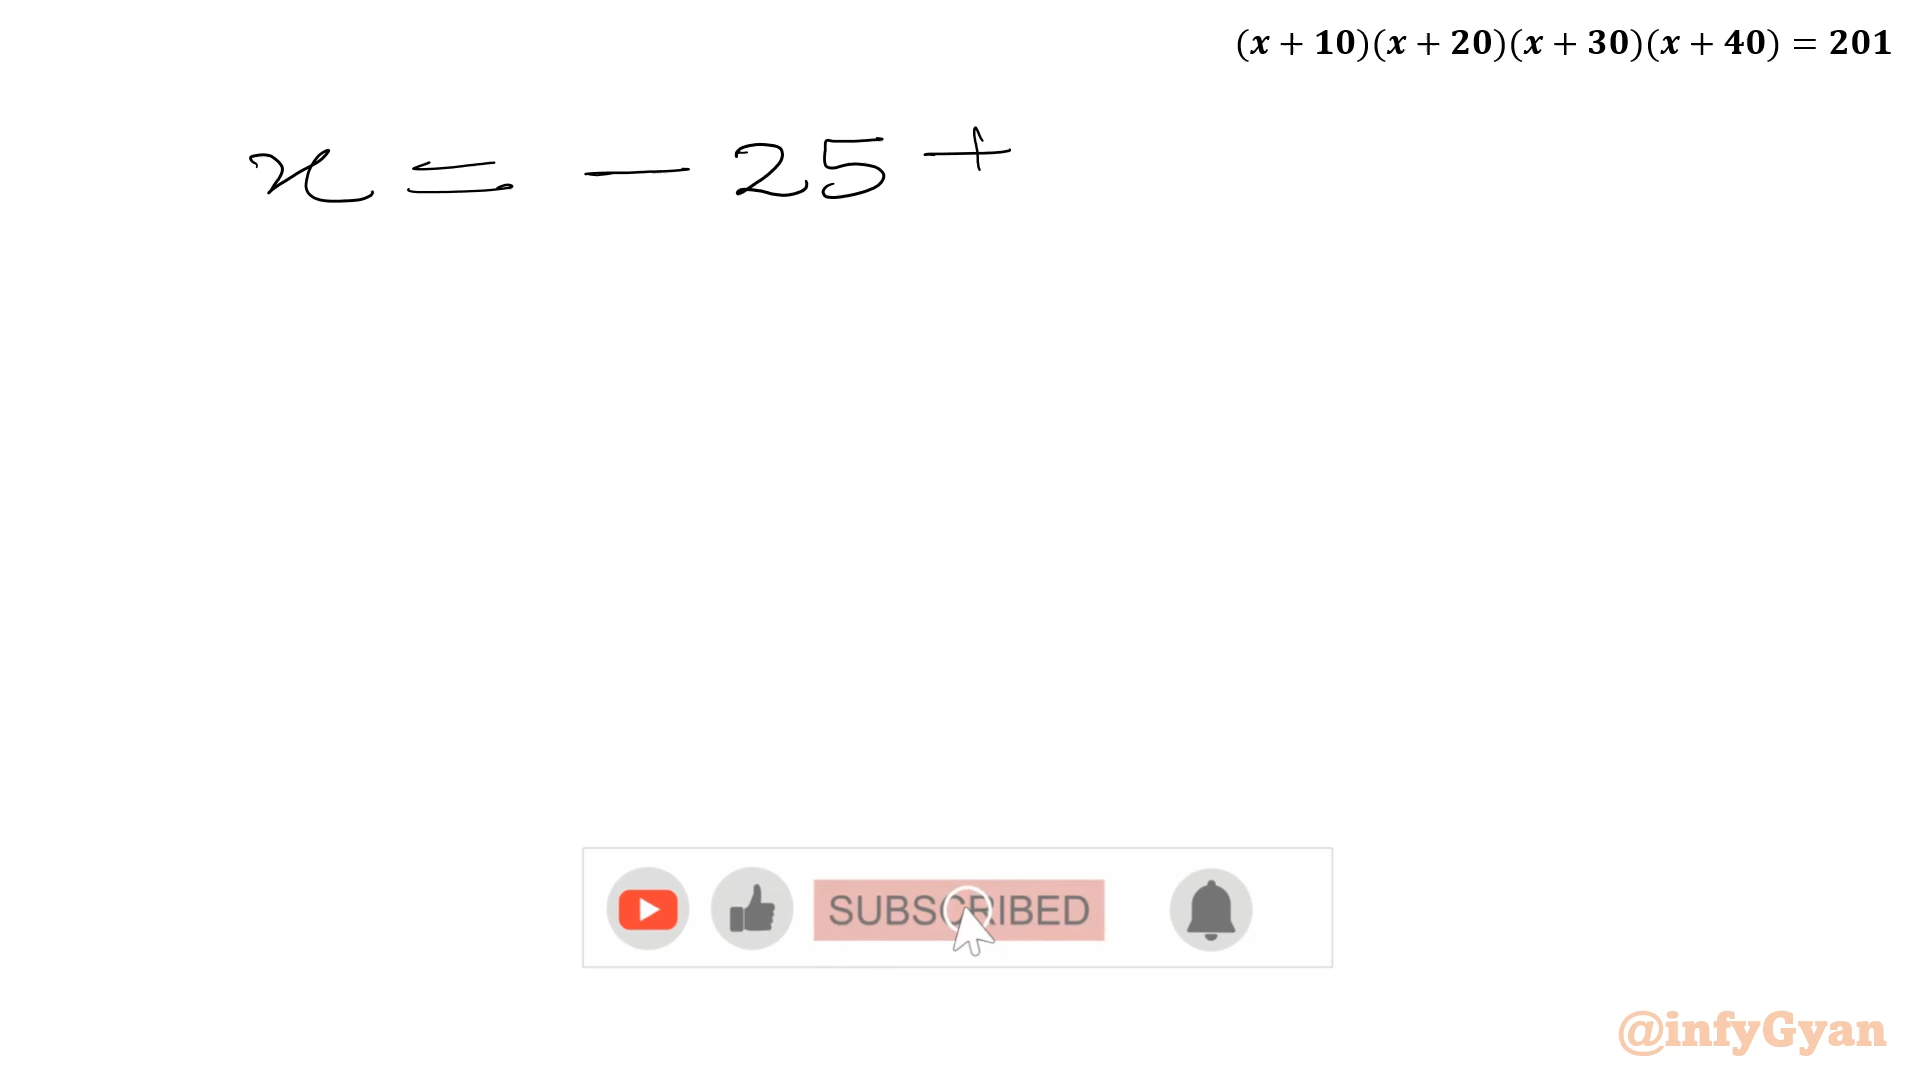 (x + 10)(x + 20)(x + 30)(x + 40) = 201
x = - 25 +
SUBSCRIBED
@infyGyan